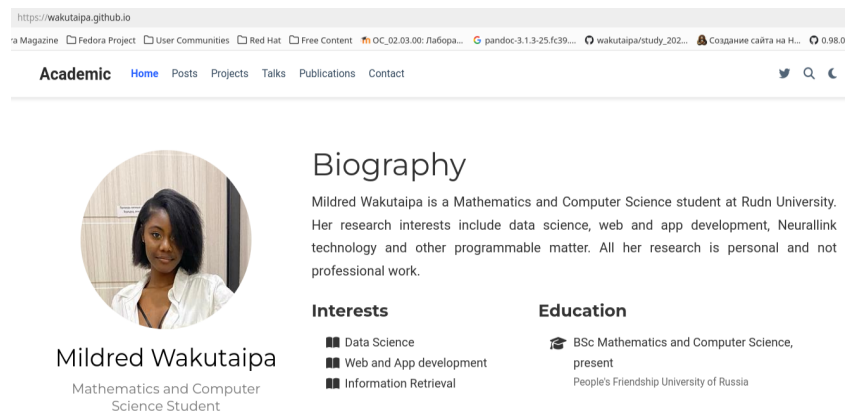 https://wakutaipa.github.io
Magazine Fedora Project User Communities Red Hat Free Content ОС_02.03.00: Лабора... pandoc-3.1.3-25.fc39.... wakutaipa/study_202... Создание сайта на H... 0.98.0
Academic Home Posts Projects Talks Publications Contact
Biography
Mildred Wakutaipa is a Mathematics and Computer Science student at Rudn University.
Her research interests include data science, web and app development, Neurallink
technology and other programmable matter. All her research is personal and not
professional work.
Interests
Data Science
Web and App development
Information Retrieval
Education
BSc Mathematics and Computer Science,
present
People's Friendship University of Russia
Mildred Wakutaipa
Mathematics and Computer
Science Student